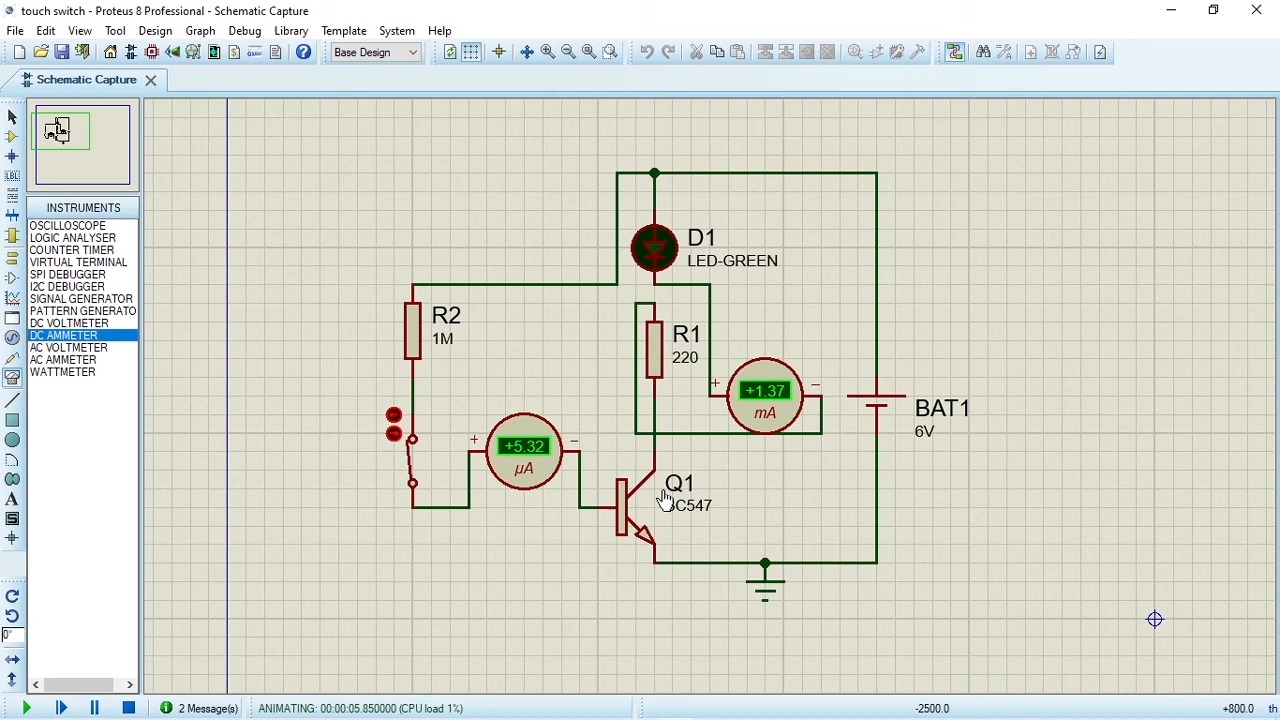 touch switch - Proteus 8 Professional - Schematic Capture
File Edit View Tool Design Graph Debug Library Template System Help
Base Design
Schematic Capture
INSTRUMENTS
OSCILLOSCOPE
LOGIC ANALYSER
COUNTER TIMER
VIRTUAL TERMINAL
SPI DEBUGGER
I2C DEBUGGER
SIGNAL GENERATOR
PATTERN GENERATO
DC VOLTMETER
DC AMMETER
AC VOLTMETER
AC AMMETER
WATTMETER
LBL
A
0°
D1
LED-GREEN
R2
1M
R1
220
+1.37
mA
+ −
BAT1
6V
+5.32
µA
+ −
Q1
BC547
2 Message(s)
ANIMATING: 00:00:05.850000 (CPU load 1%)
-2500.0
+800.0
th